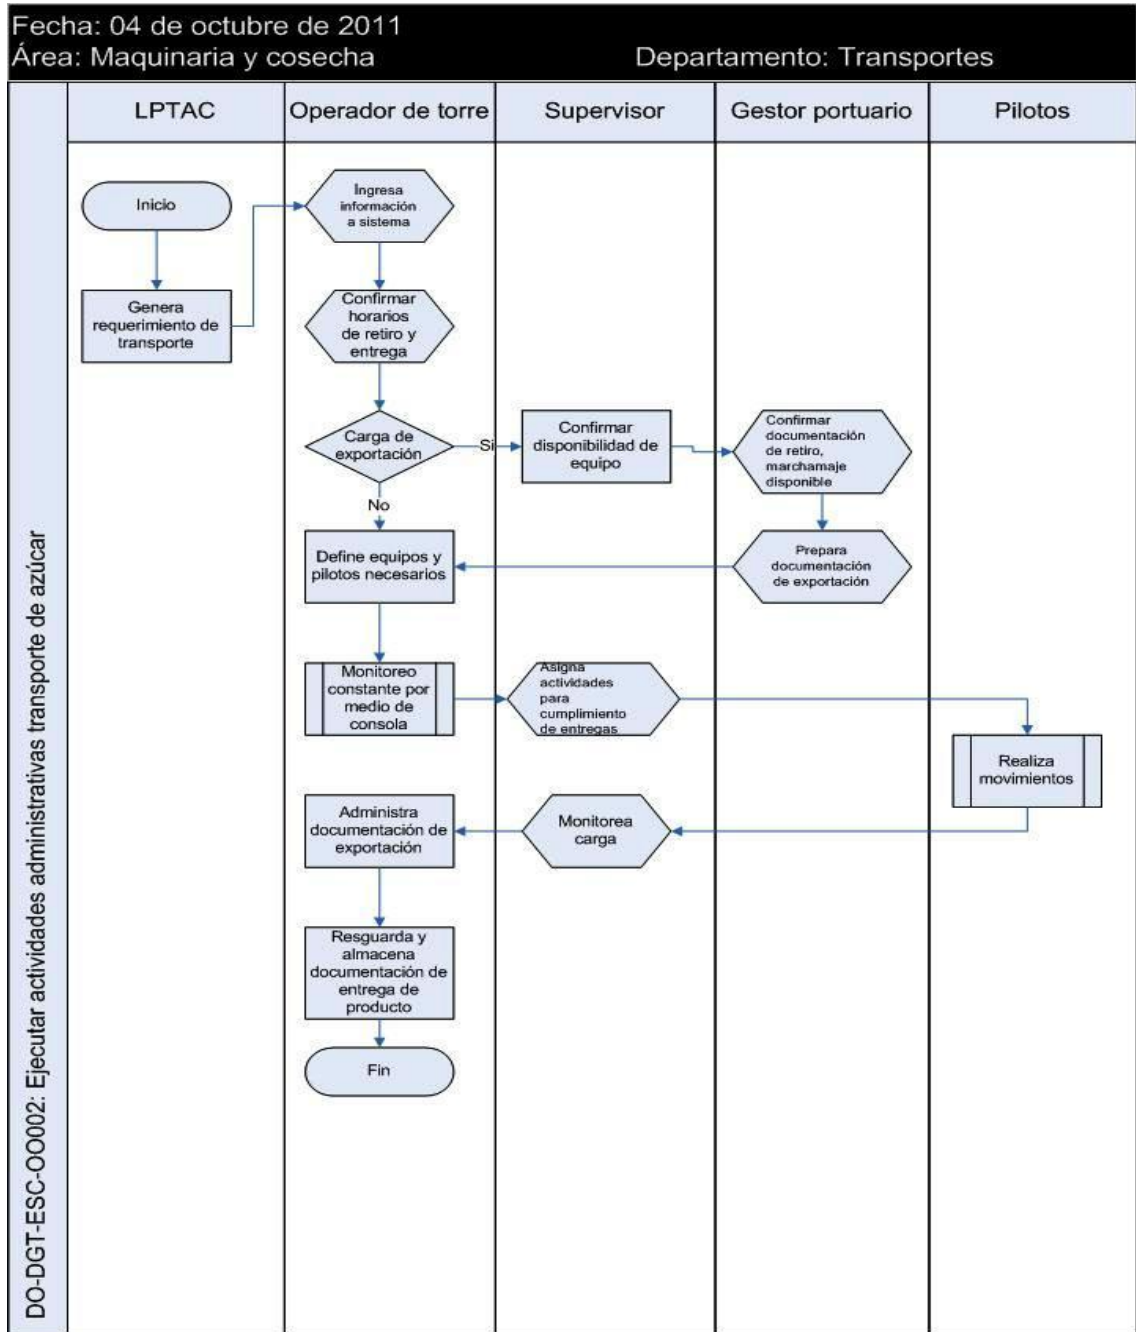 Fecha: 04 de octubre de 2011
Área: Maquinaria y cosecha
Departamento: Transportes
DO-DGT-ESC-OO002: Ejecutar actividades administrativas transporte de azúcar
LPTAC
Operador de torre
Supervisor
Gestor portuario
Pilotos
Inicio
Ingresa
información
a sistema
Genera
requerimiento de
transporte
Confirmar
horarios
de retiro y
entrega
Carga de
exportación
Si
Confirmar
disponibilidad de
equipo
Confirmar
documentación
de retiro,
marchamaje
disponible
No
Define equipos y
pilotos necesarios
Prepara
documentación
de exportación
Monitoreo
constante por
medio de
consola
Asigna
actividades
para
cumplimiento
de entregas
Realiza
movimientos
Administra
documentación de
exportación
Monitorea
carga
Resguarda y
almacena
documentación de
entrega de
producto
Fin